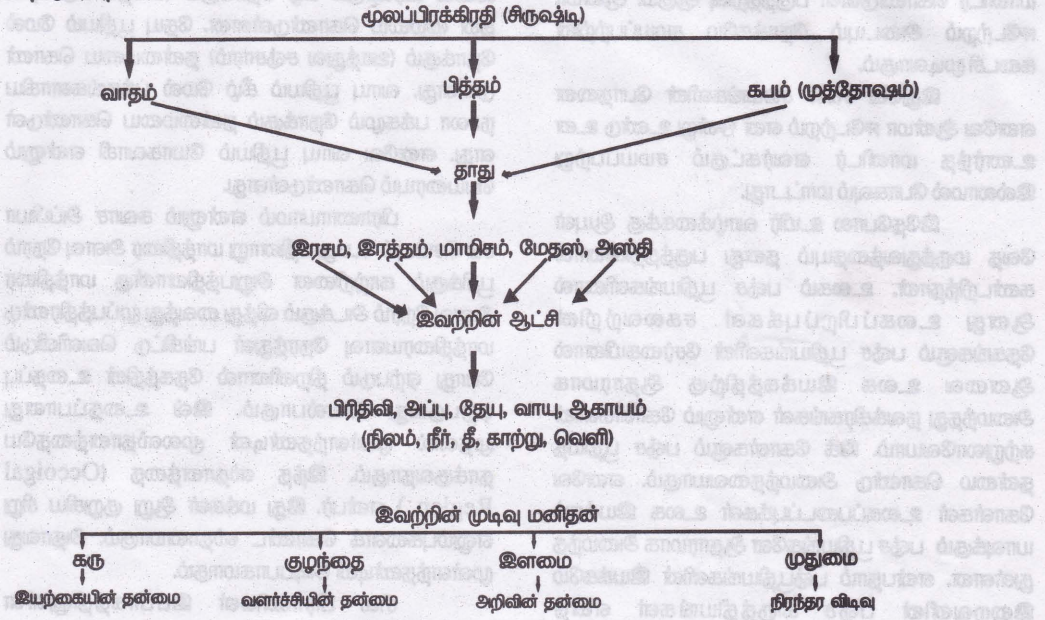 மூலப்பிரக்கிரதி (சிருஷ்டி)
வாதம் பித்தம் கபம் (முத்தோஷம்)
தாது
இரசம், இரத்தம், மாமிசம், மேதஸ், அஸ்தி
இவற்றின் ஆட்சி
பிரிதிவி, அப்பு, தேயு, வாயு, ஆகாயம்
(நிலம், நீர், தீ, காற்று, வெளி)
இவற்றின் முடிவு மனிதன்
கரு குழந்தை இளமை முதுமை
இயற்கையின் தன்மை வளர்ச்சியின் தன்மை அறிவின் தன்மை நிரந்தர விடிவு